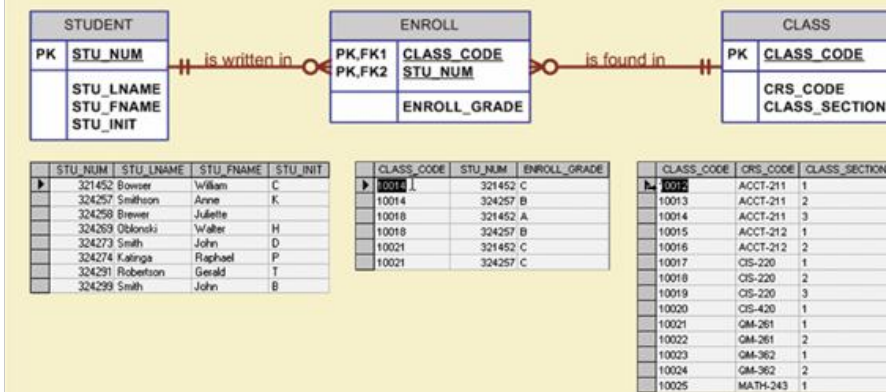 STUDENT
PK STU_NUM
STU_LNAME
STU_FNAME
STU_INIT
is written in
ENROLL
PK,FK1 CLASS_CODE
PK,FK2 STU_NUM
ENROLL_GRADE
is found in
CLASS
PK CLASS_CODE
CRS_CODE
CLASS_SECTION
STU_NUM STU_LNAME STU_FNAME STU_INIT
321452 Bowser William C
324257 Smithson Anne K
324258 Brewer Juliette
324269 Oblonski Walter H
324273 Smith John D
324274 Katinga Raphael P
324291 Robertson Gerald T
324299 Smith John B
CLASS_CODE STU_NUM ENROLL_GRADE
10014 321452 C
10014 324257 B
10018 321452 A
10018 324257 B
10021 321452 C
10021 324257 C
CLASS_CODE CRS_CODE CLASS_SECTION
10012 ACCT-211 1
10013 ACCT-211 2
10014 ACCT-211 3
10015 ACCT-212 1
10016 ACCT-212 2
10017 CIS-220 1
10018 CIS-220 2
10019 CIS-220 3
10020 CIS-420 1
10021 QM-261 1
10022 QM-261 2
10023 QM-362 1
10024 QM-362 2
10025 MATH-243 1